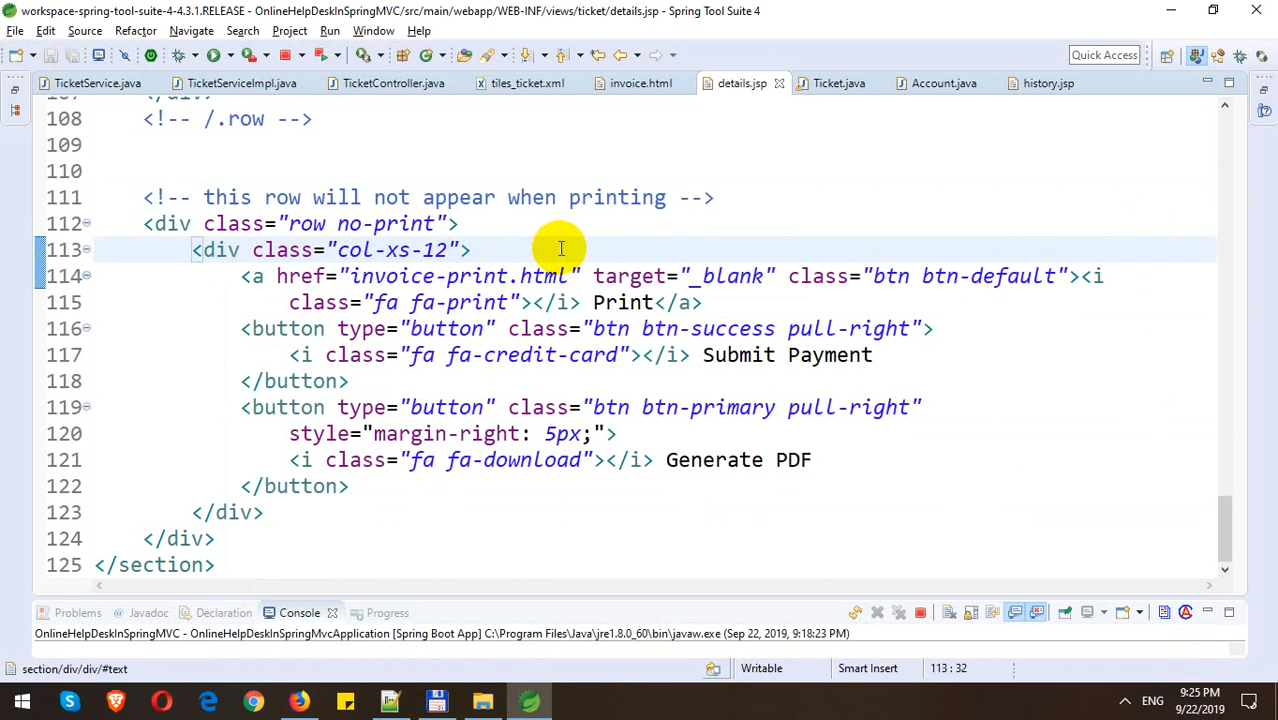 workspace-spring-tool-suite-4-4.3.1.RELEASE - OnlineHelpDeskInSpringMVC/src/main/webapp/WEB-INF/views/ticket/details.jsp - Spring Tool Suite 4
File Edit Source Refactor Navigate Search Project Run Window Help
Quick Access
TicketService.java TicketServiceImpl.java TicketController.java tiles_ticket.xml invoice.html details.jsp Ticket.java Account.java history.jsp
107 </div>
108 <!-- /.row -->
109
110
111 <!-- this row will not appear when printing -->
112 <div class="row no-print">
113 <div class="col-xs-12">
114 <a href="invoice-print.html" target="_blank" class="btn btn-default"><i
115 class="fa fa-print"></i> Print</a>
116 <button type="button" class="btn btn-success pull-right">
117 <i class="fa fa-credit-card"></i> Submit Payment
118 </button>
119 <button type="button" class="btn btn-primary pull-right"
120 style="margin-right: 5px;">
121 <i class="fa fa-download"></i> Generate PDF
122 </button>
123 </div>
124 </div>
125 </section>
Problems Javadoc Declaration Console Progress
OnlineHelpDeskInSpringMVC - OnlineHelpDeskInSpringMvcApplication [Spring Boot App] C:\Program Files\Java\jre1.8.0_60\bin\javaw.exe (Sep 22, 2019, 9:18:23 PM)
section/div/div/#text Writable Smart Insert 113 : 32
ENG
9:25 PM
9/22/2019